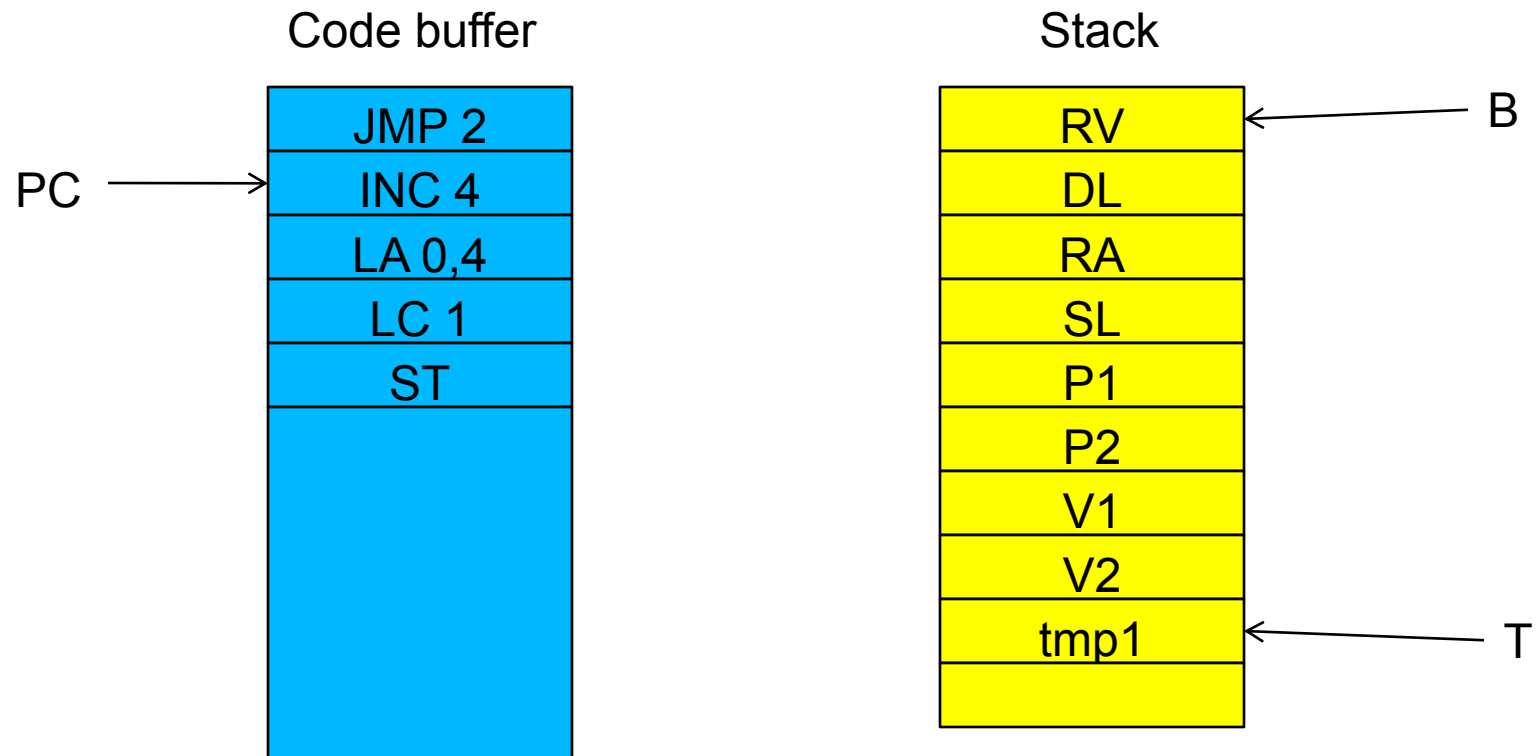 Code buffer
JMP 2
PC
INC 4
LA 0,4
LC 1
ST
Stack
RV
B
DL
RA
SL
P1
P2
V1
V2
tmp1
T